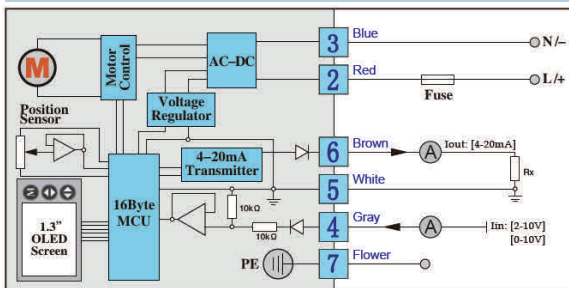 M
Motor
Control
AC-DC
3
Blue
N/-
2
Red
L/+
Fuse
Voltage
Regulator
Position
Sensor
4-20mA
Transmitter
6
Brown
A
Iout: [4-20mA]
Rx
5
White
16Byte
MCU
10kΩ
10kΩ
4
Gray
A
Iin: [2-10V]
[0-10V]
1.3”
OLED
Screen
PE
7
Flower